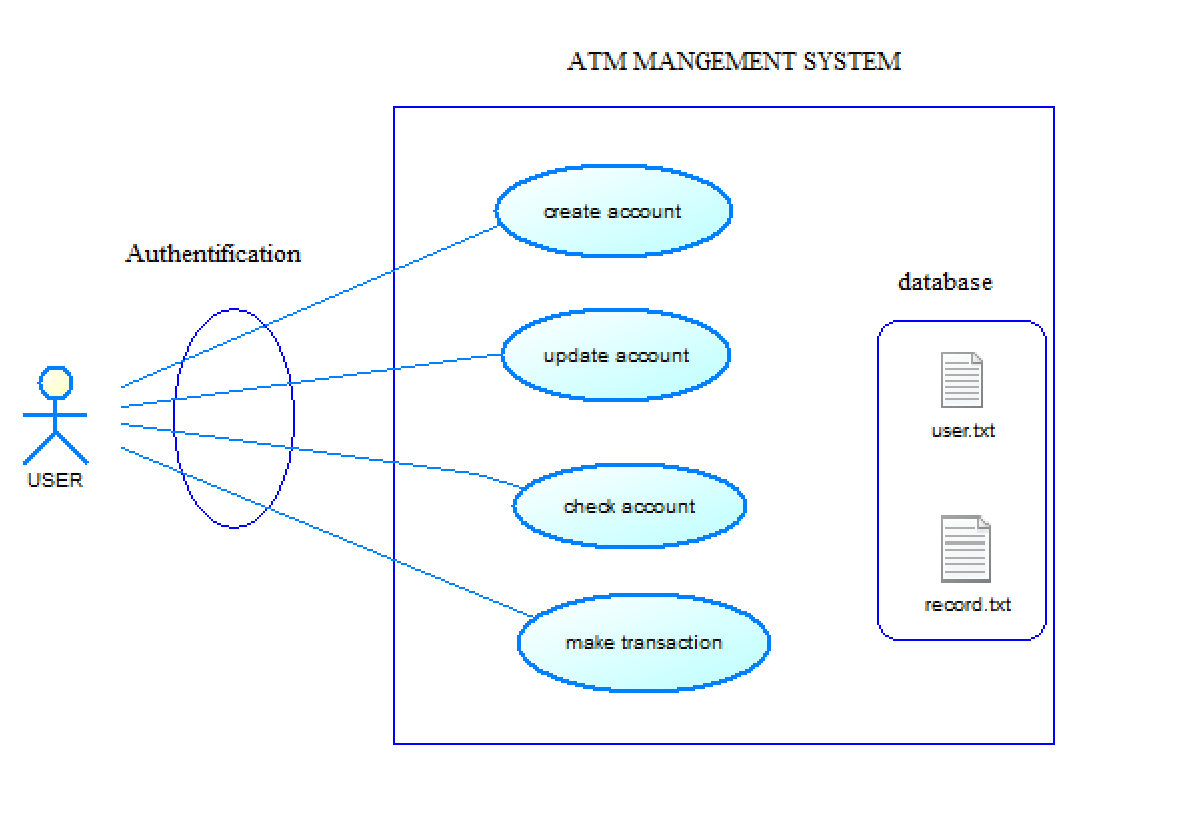 ATM MANGEMENT SYSTEM
create account
Authentification
database
update account
user.txt
USER
check account
record.txt
make transaction